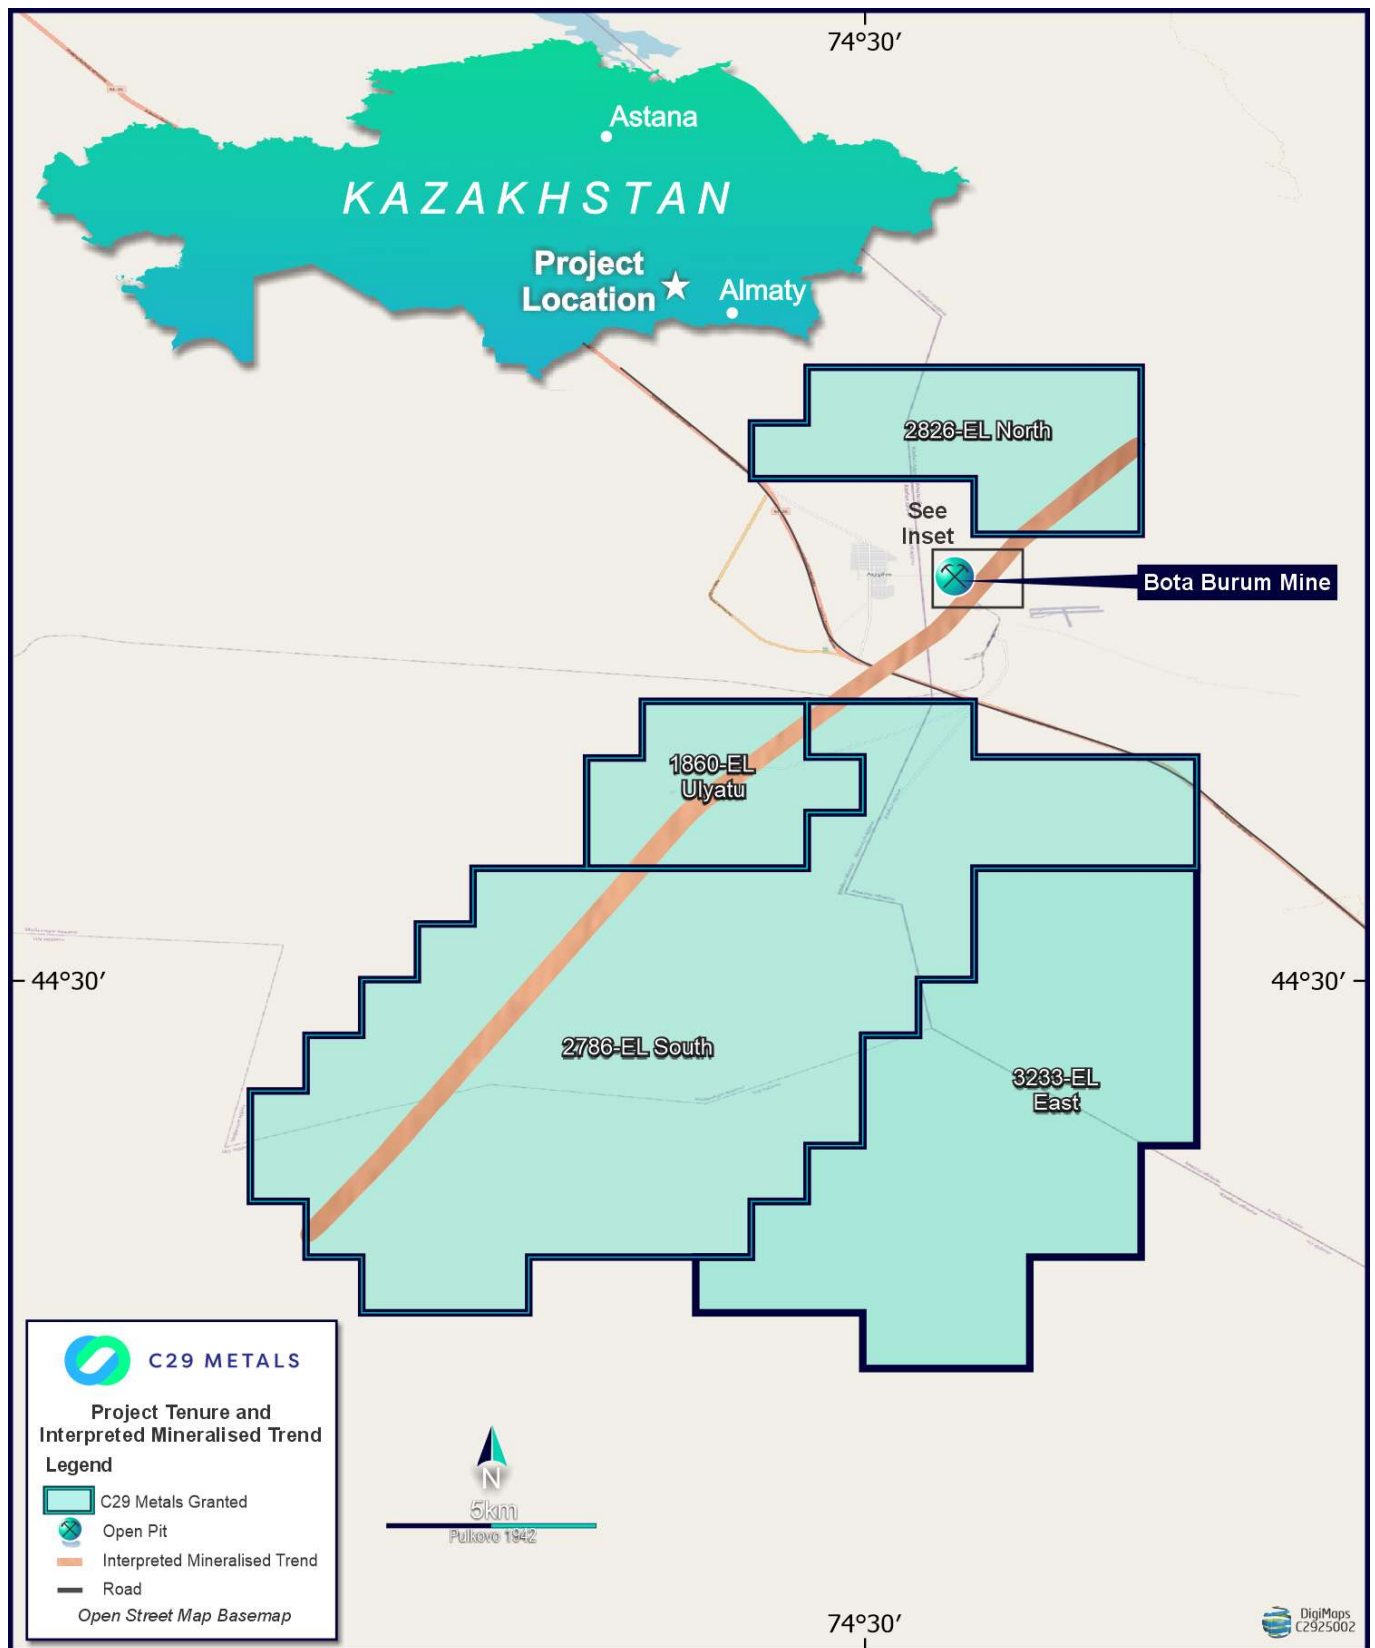 74°30′
Astana
KAZAKHSTAN
Project
Location
Almaty
2826-EL North
See
Inset
Bota Burum Mine
1860-EL
Ulyatu
44°30′
44°30′
2786-EL South
3233-EL
East
C29 METALS
Project Tenure and
Interpreted Mineralised Trend
Legend
C29 Metals Granted
Open Pit
Interpreted Mineralised Trend
Road
Open Street Map Basemap
N
5km
Pulkovo 1942
74°30′
DigiMaps
C2925002